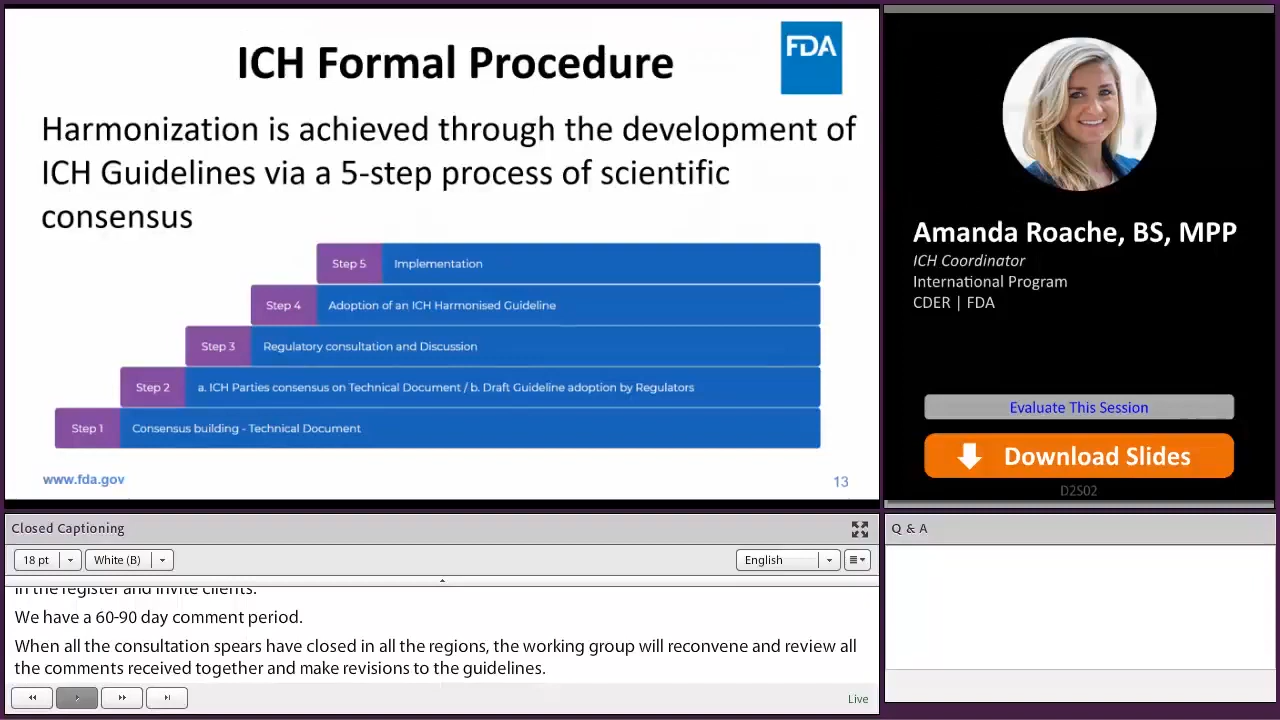 ICH Formal Procedure
FDA
Harmonization is achieved through the development of
ICH Guidelines via a 5-step process of scientific
consensus
Step 5 Implementation
Step 4 Adoption of an ICH Harmonised Guideline
Step 3 Regulatory consultation and Discussion
Step 2 a. ICH Parties consensus on Technical Document / b. Draft Guideline adoption by Regulators
Step 1 Consensus building - Technical Document
www.fda.gov
13
Amanda Roache, BS, MPP
ICH Coordinator
International Program
CDER | FDA
Evaluate This Session
Download Slides
D2S02
Closed Captioning
18 pt
White (B)
English
in the register and invite clients.
We have a 60-90 day comment period.
When all the consultation spears have closed in all the regions, the working group will reconvene and review all
the comments received together and make revisions to the guidelines.
Live
Q & A